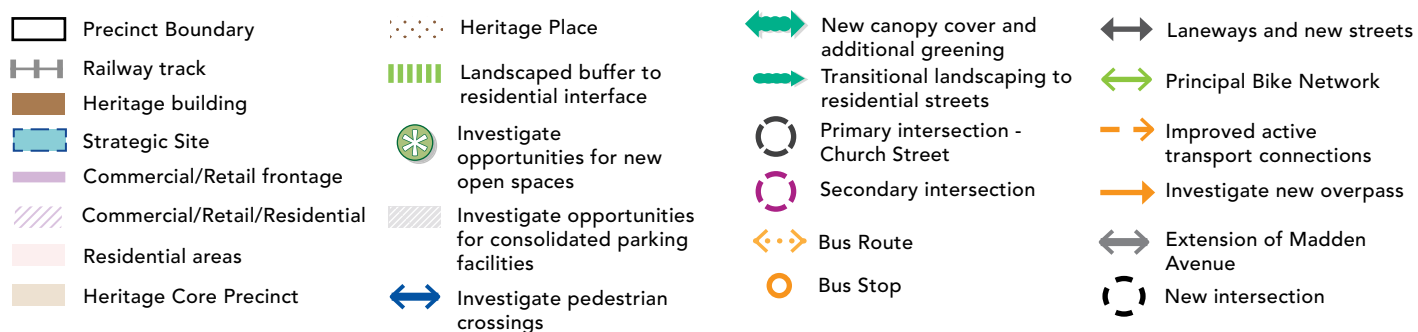 Precinct Boundary
Railway track
Heritage building
Strategic Site
Commercial/Retail frontage
Commercial/Retail/Residential
Residential areas
Heritage Core Precinct
Heritage Place
Landscaped buffer to
residential interface
Investigate
opportunities for new
open spaces
Investigate opportunities
for consolidated parking
facilities
Investigate pedestrian
crossings
New canopy cover and
additional greening
Transitional landscaping to
residential streets
Primary intersection -
Church Street
Secondary intersection
Bus Route
Bus Stop
Laneways and new streets
Principal Bike Network
Improved active
transport connections
Investigate new overpass
Extension of Madden
Avenue
New intersection